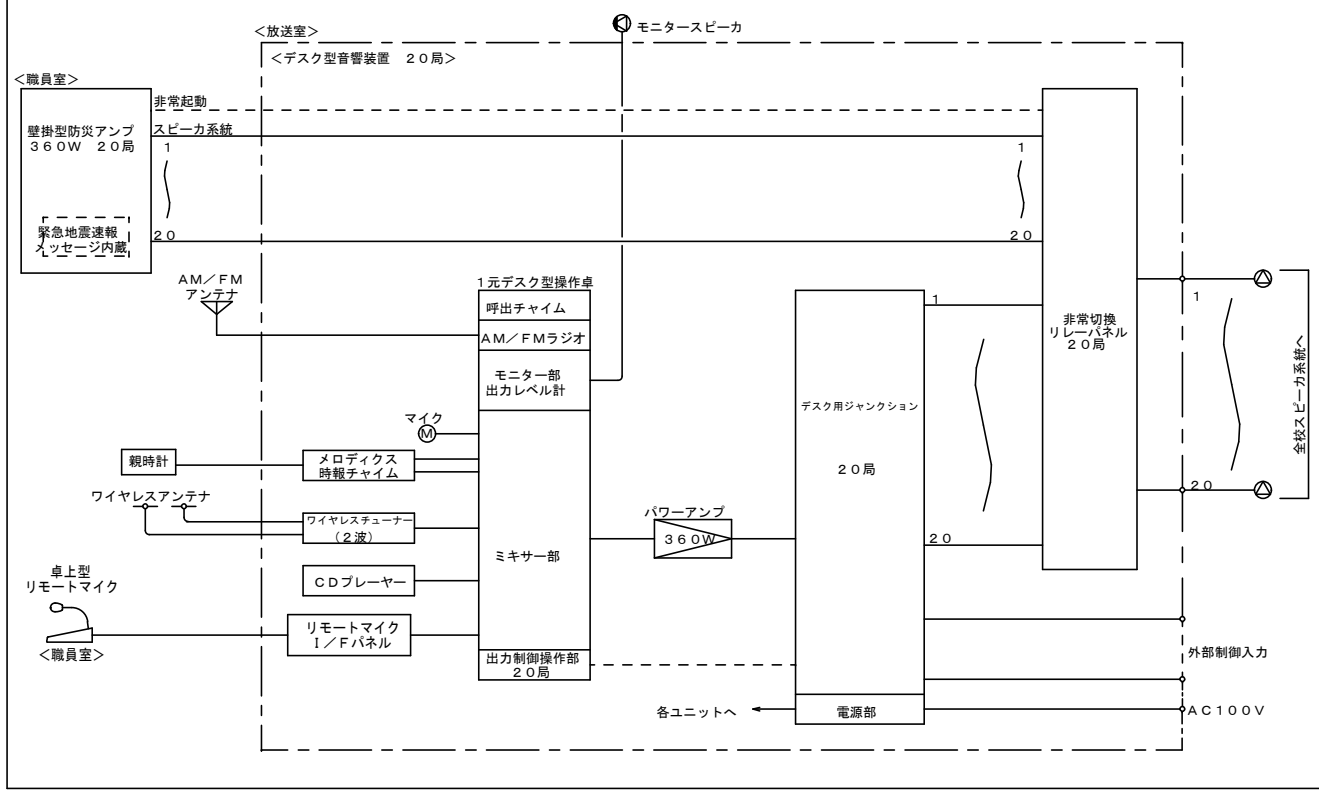 モニタースピーカ
＜放送室＞
＜デスク型音響装置　２０局＞
＜職員室＞
非常起動
スピーカ系統
壁掛型防災アンプ
３６０Ｗ　２０局
1
1
緊急地震速報
メッセージ内蔵
２０
２０
ＡＭ／ＦＭ
アンテナ
１元デスク型操作卓
呼出チャイム
ＡＭ／ＦＭラジオ
モニター部
出力レベル計
1
1
非常切換
リレーパネル
２０局
全校スピーカ系統へ
デスク用ジャンクション
２０局
マイク
M
親時計
メロディクス
時報チャイム
ワイヤレスアンテナ
ワイヤレスチューナー
（２波）
ミキサー部
パワーアンプ
３６０Ｗ
２０
２０
卓上型
リモートマイク
ＣＤプレーヤー
リモートマイク
Ｉ／Ｆパネル
＜職員室＞
出力制御操作部
２０局
外部制御入力
各ユニットへ
電源部
ＡＣ１００Ｖ